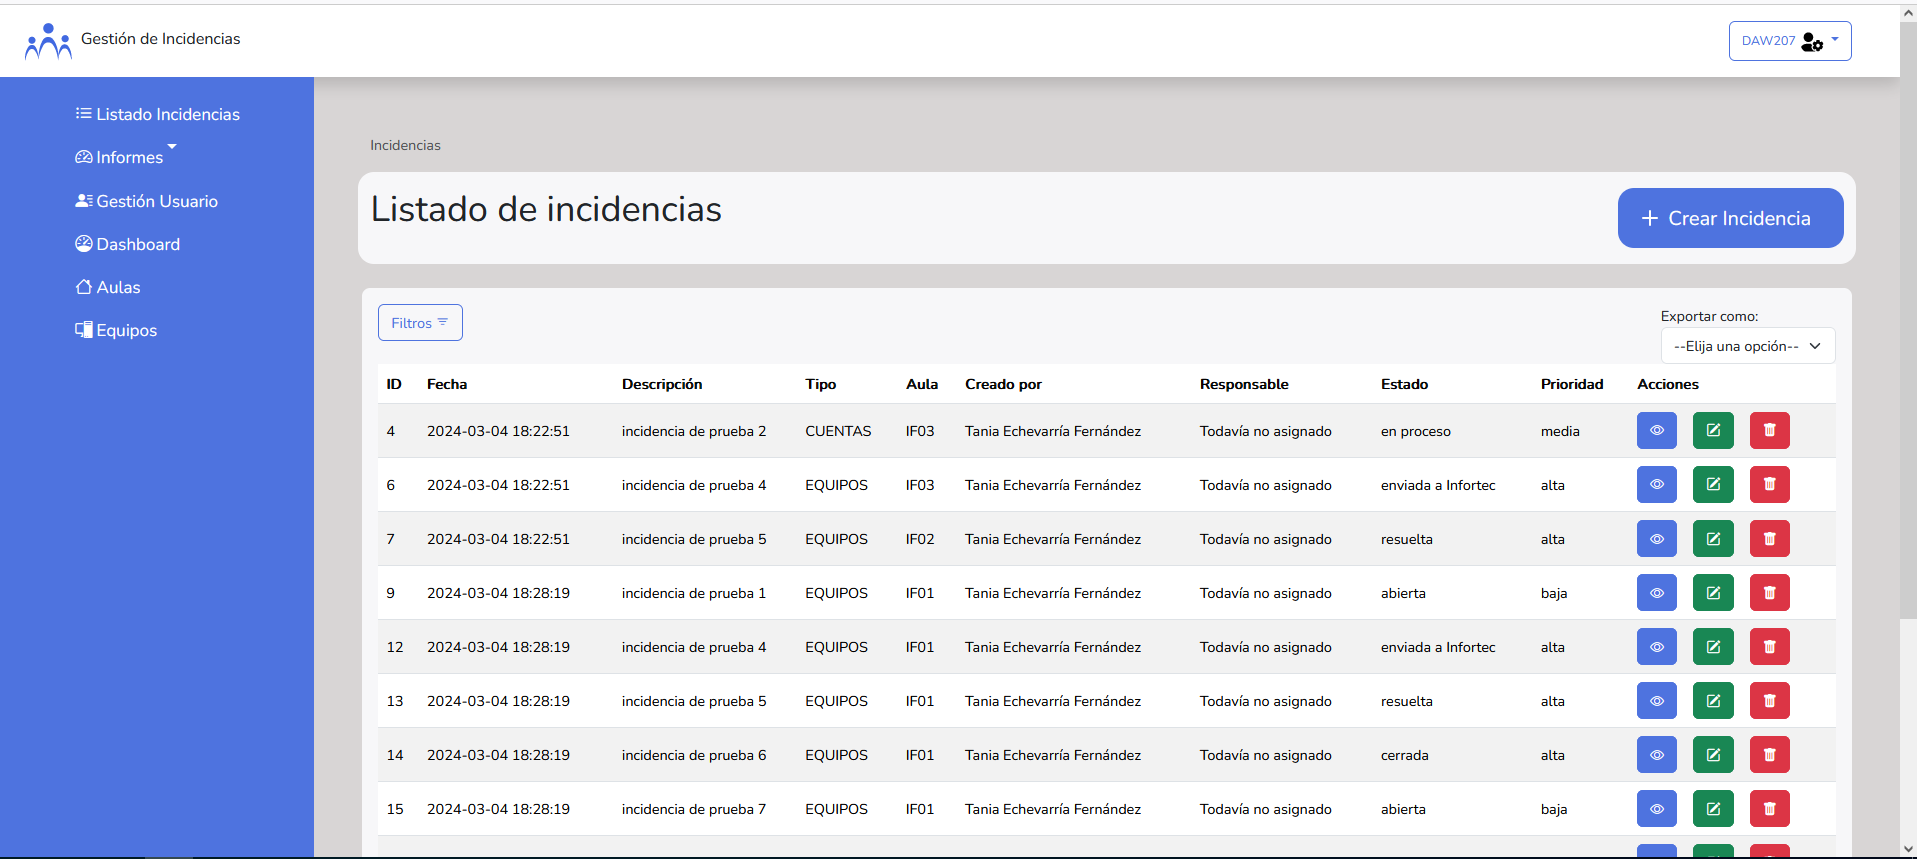 Gestión de Incidencias
DAW207
Listado Incidencias
Informes
Gestión Usuario
Dashboard
Aulas
Equipos
Incidencias
Listado de incidencias
+ Crear Incidencia
Filtros
Exportar como:
--Elija una opción--
ID Fecha Descripción Tipo Aula Creado por Responsable Estado Prioridad Acciones
4 2024-03-04 18:22:51 incidencia de prueba 2 CUENTAS IF03 Tania Echevarría Fernández Todavía no asignado en proceso media
6 2024-03-04 18:22:51 incidencia de prueba 4 EQUIPOS IF03 Tania Echevarría Fernández Todavía no asignado enviada a Infortec alta
7 2024-03-04 18:22:51 incidencia de prueba 5 EQUIPOS IF02 Tania Echevarría Fernández Todavía no asignado resuelta alta
9 2024-03-04 18:28:19 incidencia de prueba 1 EQUIPOS IF01 Tania Echevarría Fernández Todavía no asignado abierta baja
12 2024-03-04 18:28:19 incidencia de prueba 4 EQUIPOS IF01 Tania Echevarría Fernández Todavía no asignado enviada a Infortec alta
13 2024-03-04 18:28:19 incidencia de prueba 5 EQUIPOS IF01 Tania Echevarría Fernández Todavía no asignado resuelta alta
14 2024-03-04 18:28:19 incidencia de prueba 6 EQUIPOS IF01 Tania Echevarría Fernández Todavía no asignado cerrada alta
15 2024-03-04 18:28:19 incidencia de prueba 7 EQUIPOS IF01 Tania Echevarría Fernández Todavía no asignado abierta baja